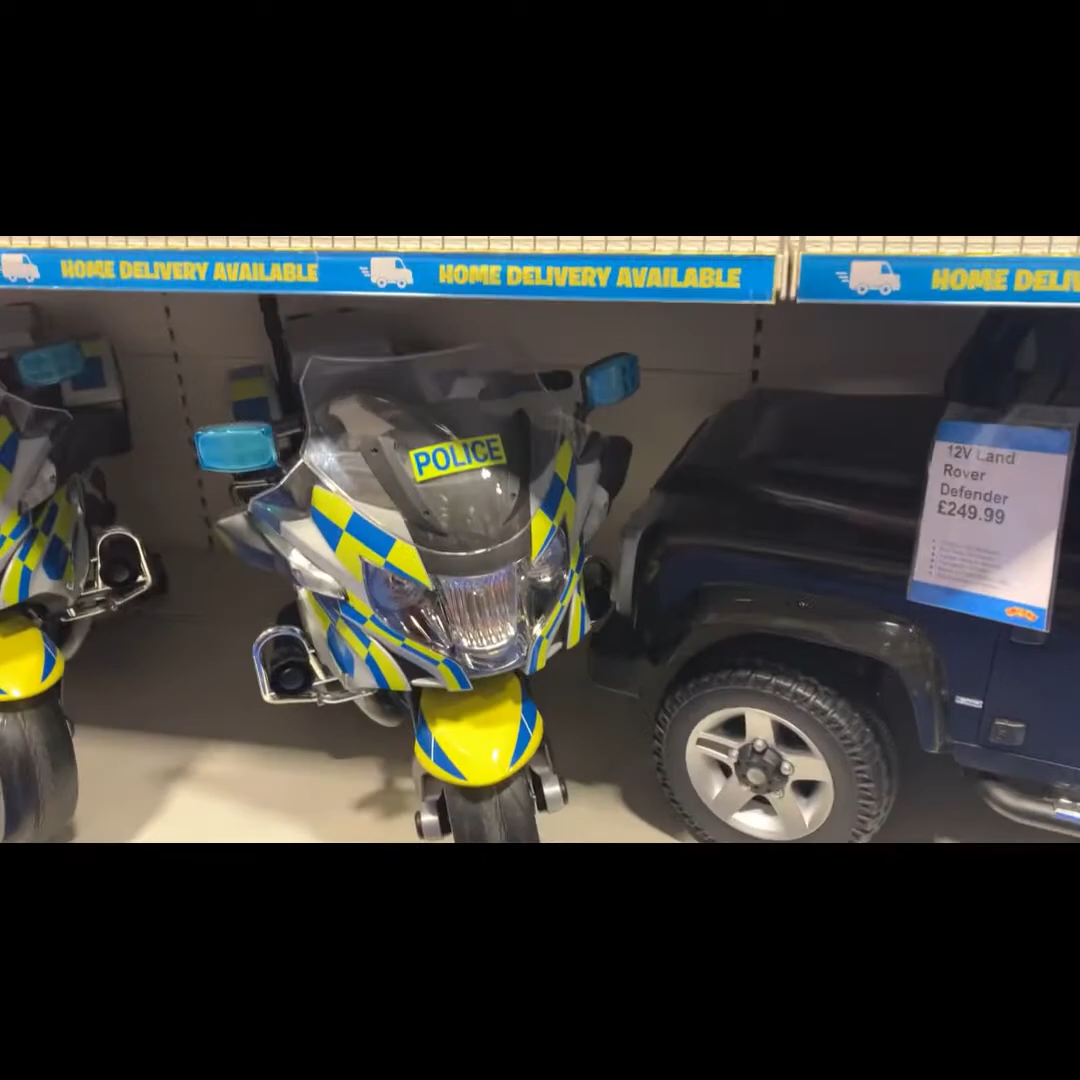 HOME DELIVERY AVAILABLE
HOME DELIVERY AVAILABLE
HOME DELIV
POLICE
12V Land
Rover
Defender
£249.99